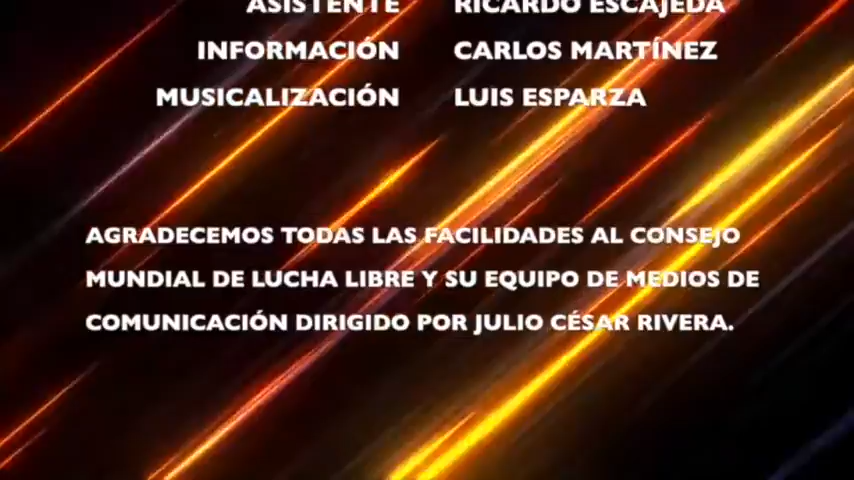 ASISTENTE RICARDO ESCAJEDA
INFORMACIÓN CARLOS MARTÍNEZ
MUSICALIZACIÓN LUIS ESPARZA
AGRADECEMOS TODAS LAS FACILIDADES AL CONSEJO
MUNDIAL DE LUCHA LIBRE Y SU EQUIPO DE MEDIOS DE
COMUNICACIÓN DIRIGIDO POR JULIO CÉSAR RIVERA.